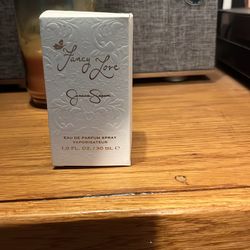 Fancy Love
Jessica Simpson
EAU DE PARFUM SPRAY
VAPORISATEUR
1.0 FL. OZ. / 30 mL ℮